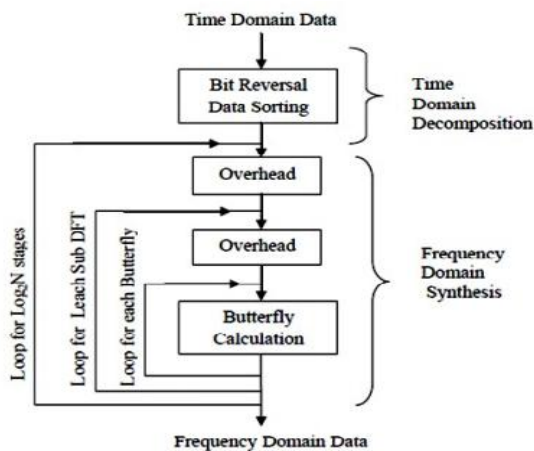 Time Domain Data
Bit Reversal
Data Sorting
Time
Domain
Decomposition
Overhead
Overhead
Butterfly
Calculation
Loop for Log₂N stages
Loop for Leach Sub DFT
Loop for each Butterfly
Frequency
Domain
Synthesis
Frequency Domain Data